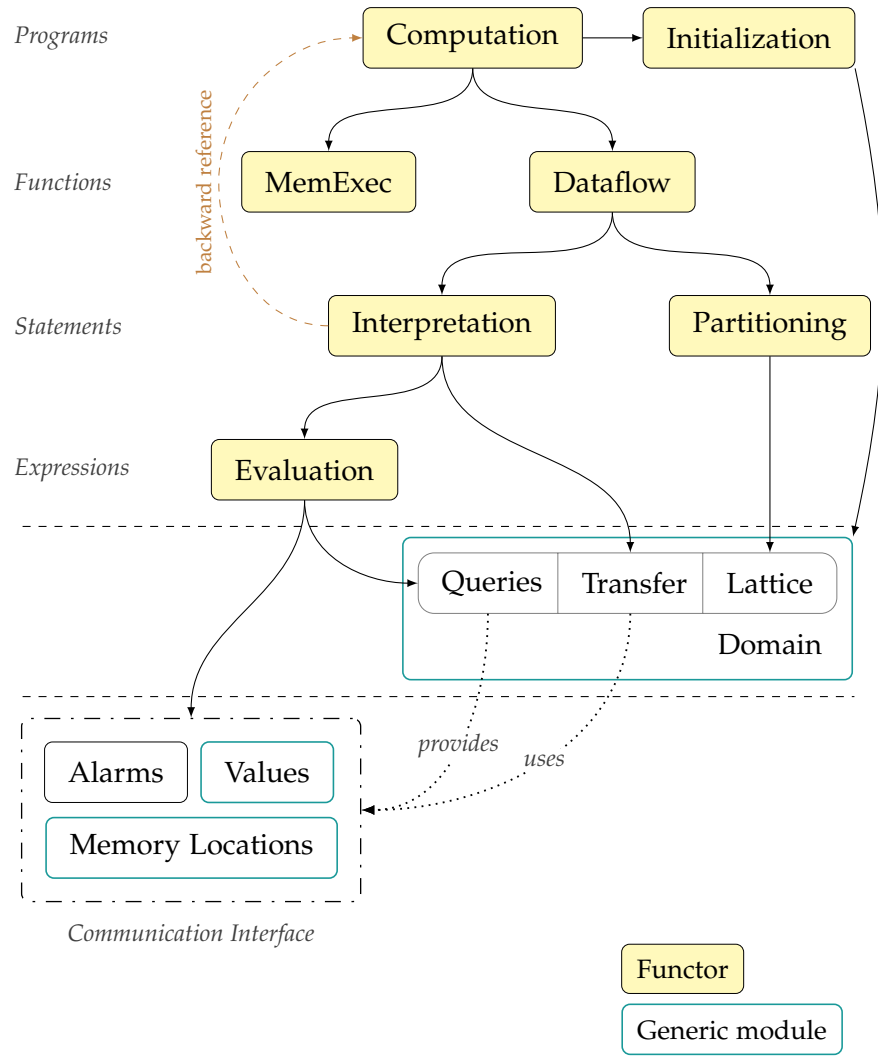 Programs
Computation
Initialization
backward reference
Functions
MemExec
Dataflow
Statements
Interpretation
Partitioning
Expressions
Evaluation
Queries
Transfer
Lattice
Domain
provides
uses
Alarms
Values
Memory Locations
Communication Interface
Functor
Generic module